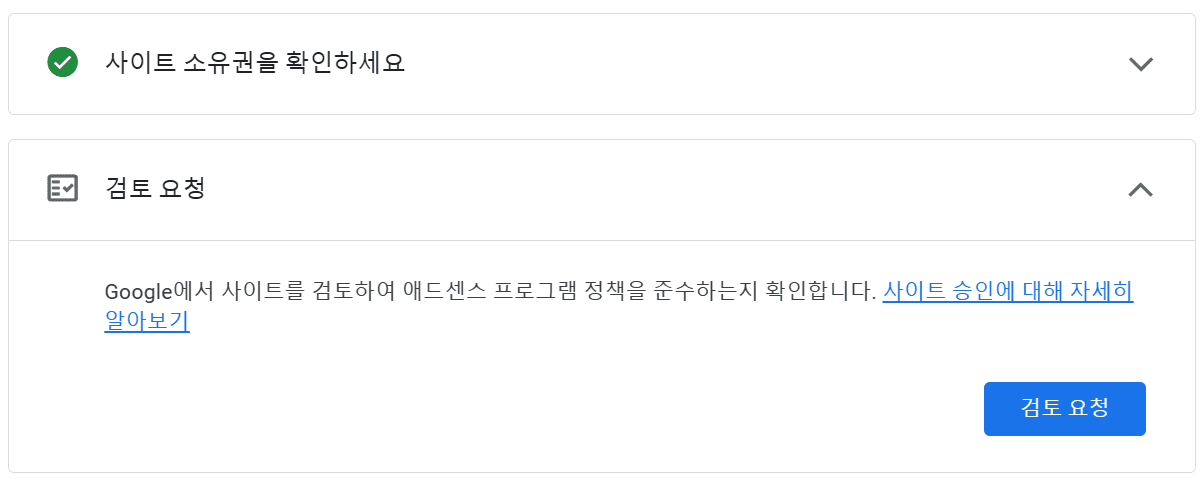 사이트 소유권을 확인하세요
검토 요청
Google에서 사이트를 검토하여 애드센스 프로그램 정책을 준수하는지 확인합니다. 사이트 승인에 대해 자세히
알아보기
검토 요청